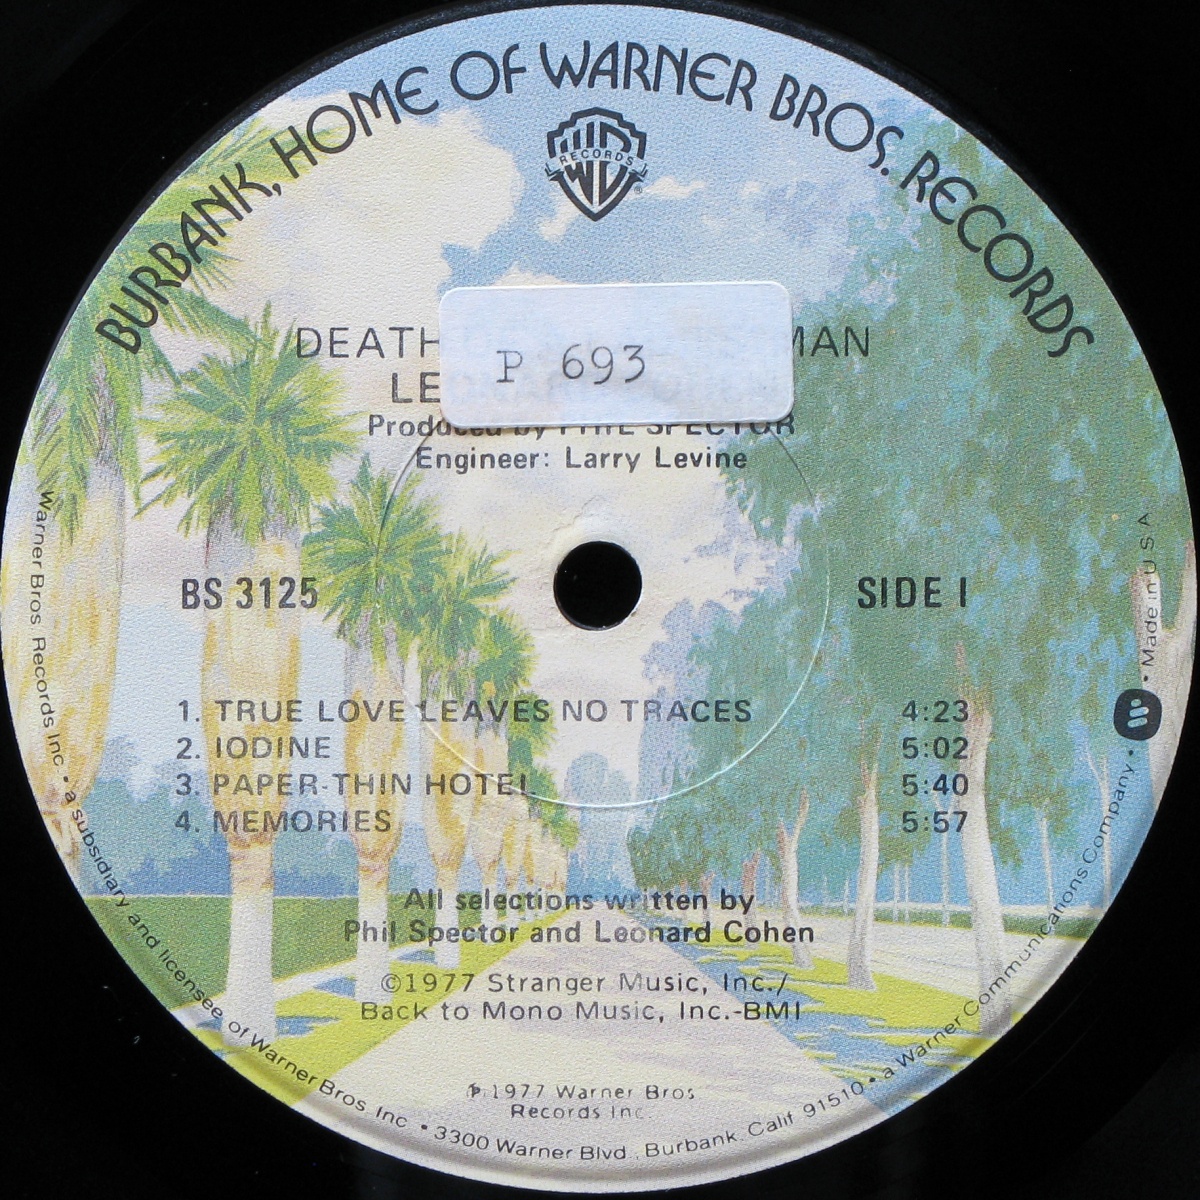 BURBANK, HOME OF WARNER BROS. RECORDS
W B
RECORDS
®
DEATH MAN
P 693
Produced by PHIL SPECTOR
Engineer: Larry Levine
BS 3125
SIDE I
1. TRUE LOVE LEAVES NO TRACES 4:23
2. IODINE 5:02
3. PAPER-THIN HOTEL 5:40
4. MEMORIES 5:57
All selections written by
Phil Spector and Leonard Cohen
©1977 Stranger Music, Inc./
Back to Mono Music, Inc.-BMI
℗ 1977 Warner Bros
Records Inc.
Warner Bros. Records Inc. • a subsidiary and licensee of Warner Bros. Inc. • 3300 Warner Blvd., Burbank, Calif. 91510 • a Warner Communications Company • Made in U S A